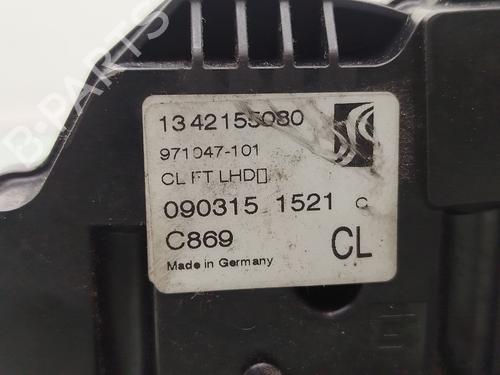 1342155080
971047-101
CL FT LHD▯
090315 1521 C
C869 CL
Made in Germany
B-PARTS
E